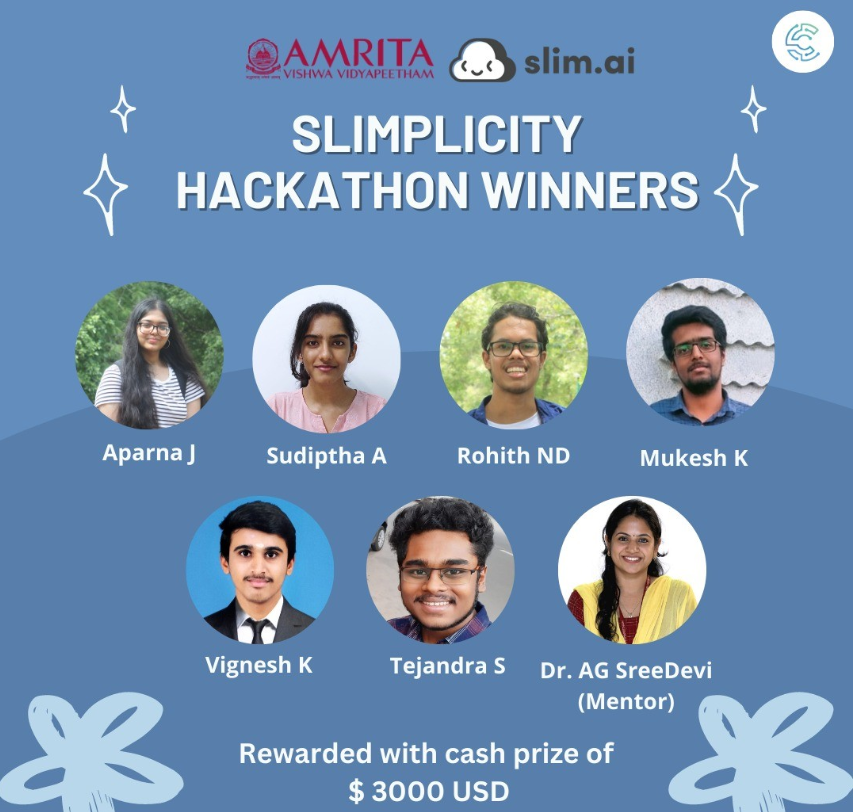 AMRITA
VISHWA VIDYAPEETHAM
slim.ai
SLIMPLICITY
HACKATHON WINNERS
Aparna J
Sudiptha A
Rohith ND
Mukesh K
Vignesh K
Tejandra S
Dr. AG SreeDevi
(Mentor)
Rewarded with cash prize of
$ 3000 USD